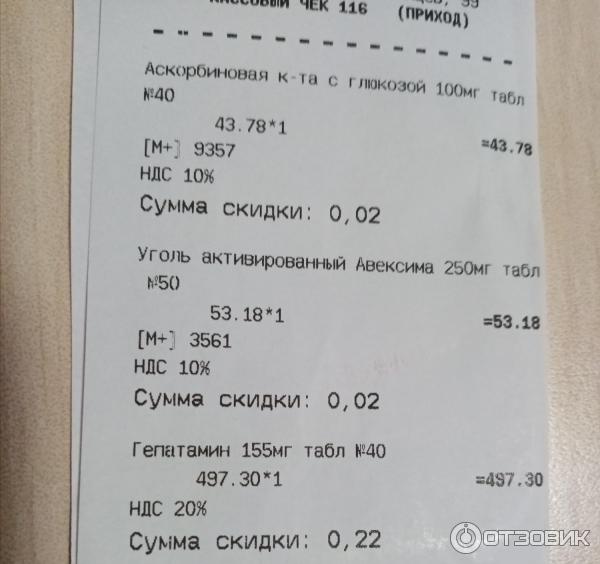 КАССОВЫЙ ЧЕК 116 (ПРИХОД)
Аскорбиновая к-та с глюкозой 100мг табл
№40
43.78*1
=43.78
[М+] 9357
НДС 10%
Сумма скидки: 0,02
Уголь активированный Авексима 250мг табл
№50
53.18*1
=53.18
[М+] 3561
НДС 10%
Сумма скидки: 0,02
Гепатамин 155мг табл №40
497.30*1
=497.30
НДС 20%
Сумма скидки: 0,22
ОТЗОВИК